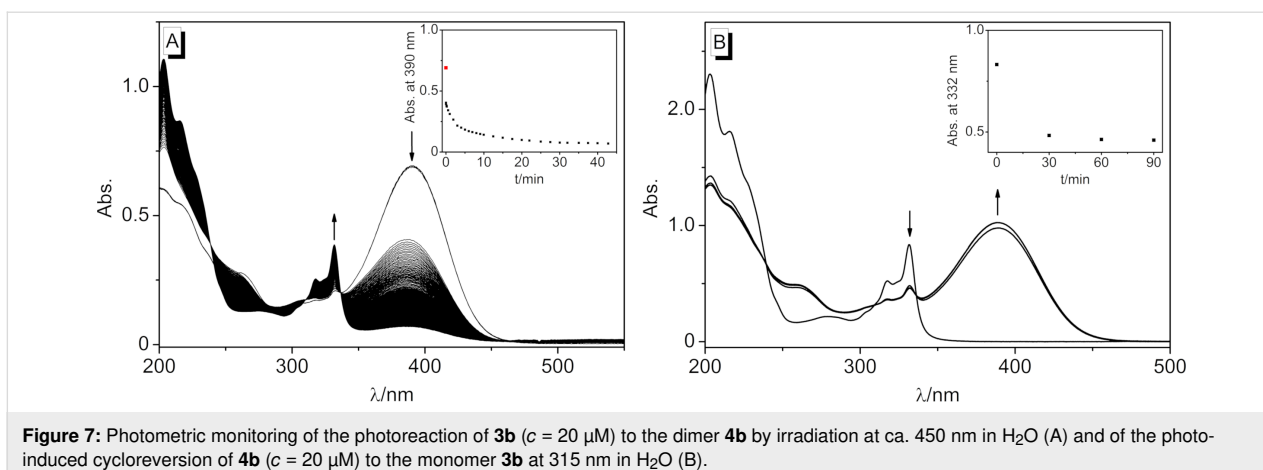 A
1.0
0.5
0
Abs.
200
300
400
500
λ/nm
Abs. at 390 nm
1.0
0.5
0
0
10
20
30
40
t/min
B
2.0
1.0
0
Abs.
200
300
400
500
λ/nm
Abs. at 332 nm
1.0
0.5
0
30
60
90
t/min
Figure 7: Photometric monitoring of the photoreaction of 3b (c = 20 µM) to the dimer 4b by irradiation at ca. 450 nm in H₂O (A) and of the photo-
induced cycloreversion of 4b (c = 20 µM) to the monomer 3b at 315 nm in H₂O (B).